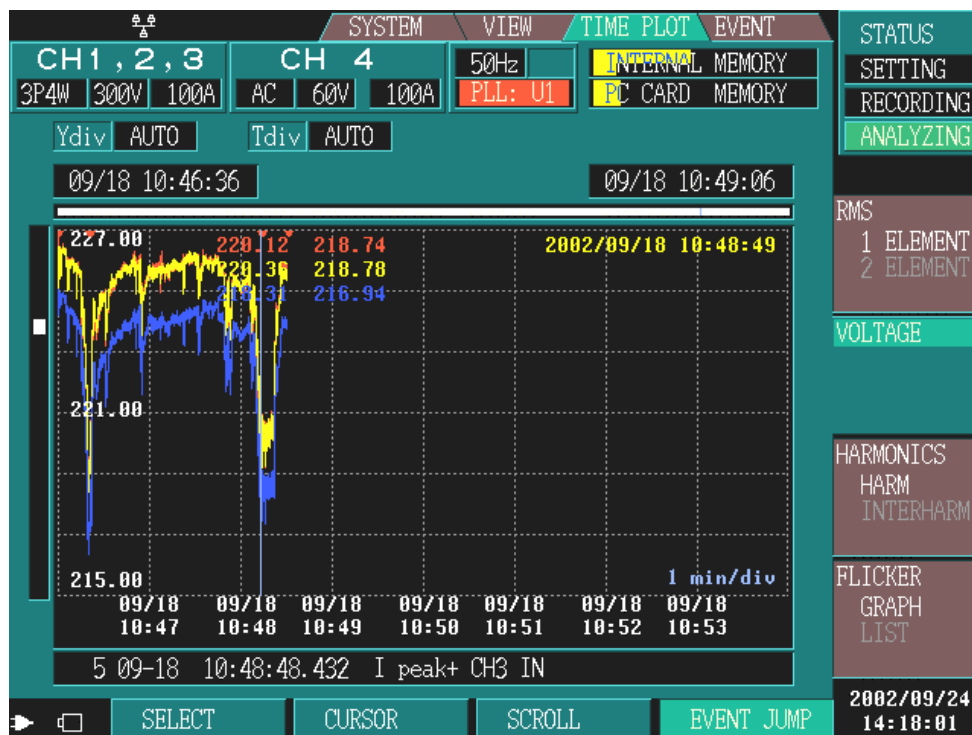 SYSTEM VIEW TIME PLOT EVENT
STATUS
CH1,2,3 CH 4 50Hz INTERNAL MEMORY
SETTING
3P4W 300V 100A AC 60V 100A PLL: U1 PC CARD MEMORY
RECORDING
Ydiv AUTO Tdiv AUTO
ANALYZING
09/18 10:46:36 09/18 10:49:06
RMS
1 ELEMENT
2 ELEMENT
227.00 220.12 218.74 2002/09/18 10:48:49
220.36 218.78
218.31 216.94
VOLTAGE
221.00
HARMONICS
HARM
INTERHARM
215.00 1 min/div
FLICKER
GRAPH
LIST
09/18 09/18 09/18 09/18 09/18 09/18 09/18
10:47 10:48 10:49 10:50 10:51 10:52 10:53
5 09-18 10:48:48.432 I peak+ CH3 IN
SELECT CURSOR SCROLL EVENT JUMP
2002/09/24
14:18:01